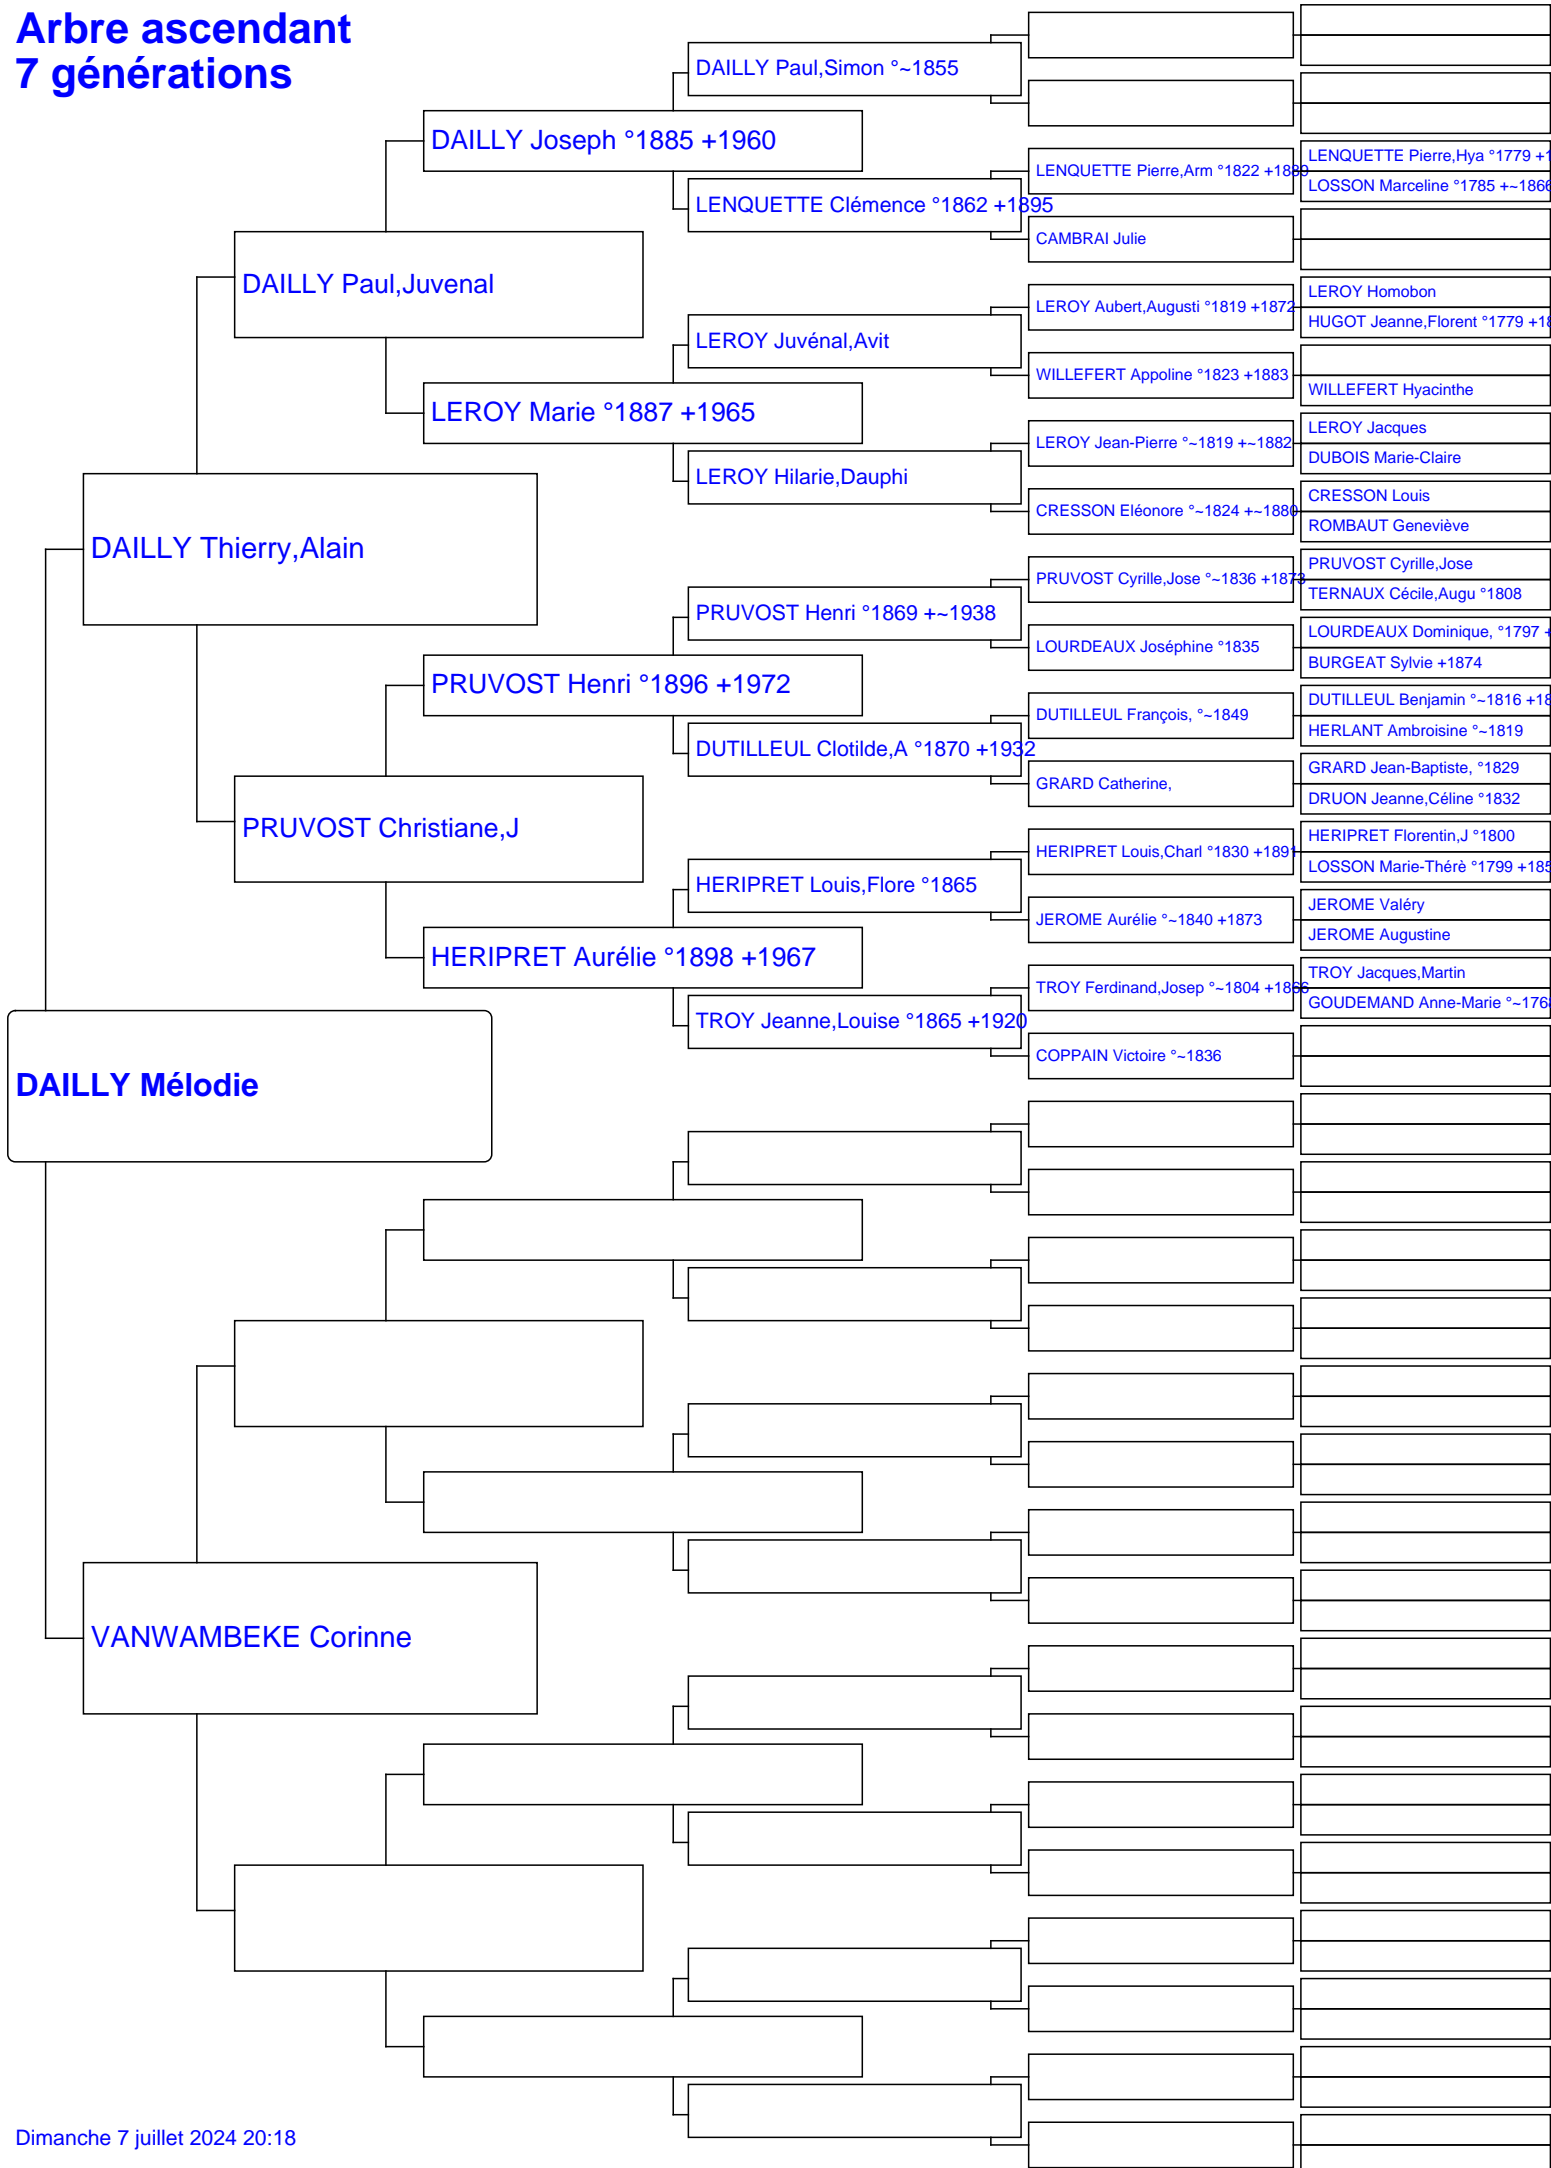 Arbre ascendant
7 générations
DAILLY Paul,Simon °~1855
DAILLY Joseph °1885 +1960
LENQUETTE Pierre,Hya °1779 +1
LENQUETTE Pierre,Arm °1822 +1889
LOSSON Marceline °1785 +~1866
LENQUETTE Clémence °1862 +1895
CAMBRAI Julie
DAILLY Paul,Juvenal
LEROY Homobon
LEROY Aubert,Augusti °1819 +1872
HUGOT Jeanne,Florent °1779 +18
LEROY Juvénal,Avit
WILLEFERT Appoline °1823 +1883
WILLEFERT Hyacinthe
LEROY Marie °1887 +1965
LEROY Jacques
LEROY Jean-Pierre °~1819 +~1882
DUBOIS Marie-Claire
LEROY Hilarie,Dauphi
CRESSON Louis
CRESSON Eléonore °~1824 +~1880
ROMBAUT Geneviève
DAILLY Thierry,Alain
PRUVOST Cyrille,Jose
PRUVOST Cyrille,Jose °~1836 +1873
TERNAUX Cécile,Augu °1808
PRUVOST Henri °1869 +~1938
LOURDEAUX Dominique, °1797 +
LOURDEAUX Joséphine °1835
BURGEAT Sylvie +1874
PRUVOST Henri °1896 +1972
DUTILLEUL Benjamin °~1816 +18
DUTILLEUL François, °~1849
HERLANT Ambroisine °~1819
DUTILLEUL Clotilde,A °1870 +1932
GRARD Jean-Baptiste, °1829
GRARD Catherine,
DRUON Jeanne,Céline °1832
PRUVOST Christiane,J
HERIPRET Florentin,J °1800
HERIPRET Louis,Charl °1830 +1891
LOSSON Marie-Thérè °1799 +185
HERIPRET Louis,Flore °1865
JEROME Valéry
JEROME Aurélie °~1840 +1873
JEROME Augustine
HERIPRET Aurélie °1898 +1967
TROY Jacques,Martin
TROY Ferdinand,Josep °~1804 +1866
GOUDEMAND Anne-Marie °~1768
TROY Jeanne,Louise °1865 +1920
COPPAIN Victoire °~1836
DAILLY Mélodie
VANWAMBEKE Corinne
Dimanche 7 juillet 2024 20:18